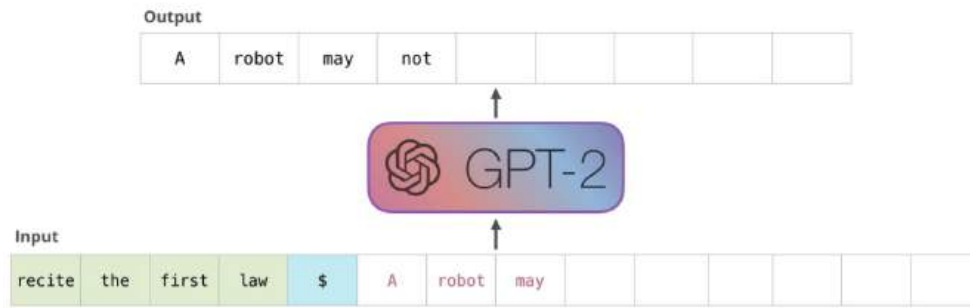 Output
A robot may not
GPT-2
Input
recite the first law $ A robot may